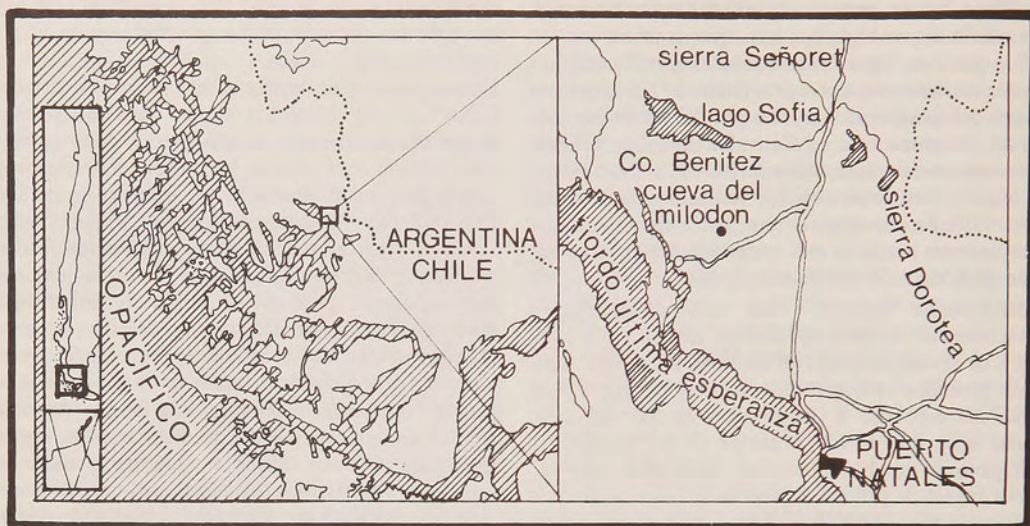 O PACIFICO
ARGENTINA
CHILE
sierra Señoret
lago Sofia
Co. Benitez
cueva del
milodon
sierra Dorotea
fiordo ultima esperanza
PUERTO
NATALES